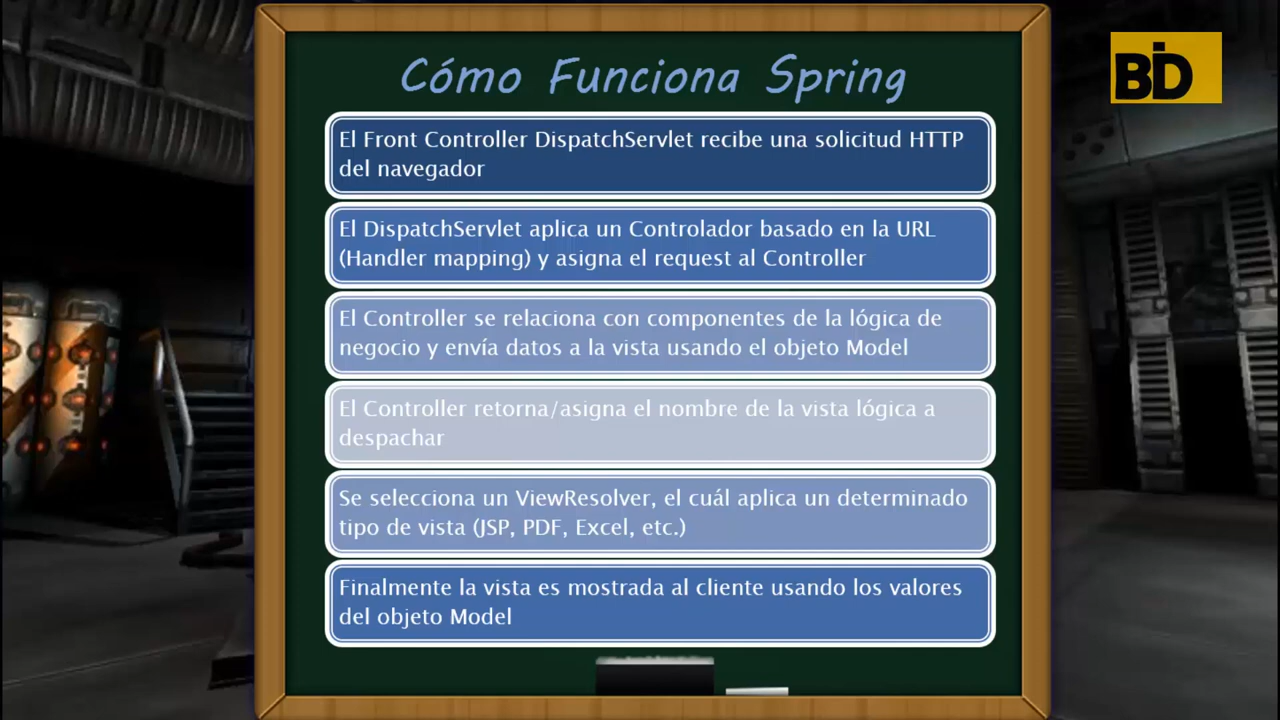 Cómo Funciona Spring
BID
El Front Controller DispatchServlet recibe una solicitud HTTP
del navegador
El DispatchServlet aplica un Controlador basado en la URL
(Handler mapping) y asigna el request al Controller
El Controller se relaciona con componentes de la lógica de
negocio y envía datos a la vista usando el objeto Model
El Controller retorna/asigna el nombre de la vista lógica a
despachar
Se selecciona un ViewResolver, el cuál aplica un determinado
tipo de vista (JSP, PDF, Excel, etc.)
Finalmente la vista es mostrada al cliente usando los valores
del objeto Model